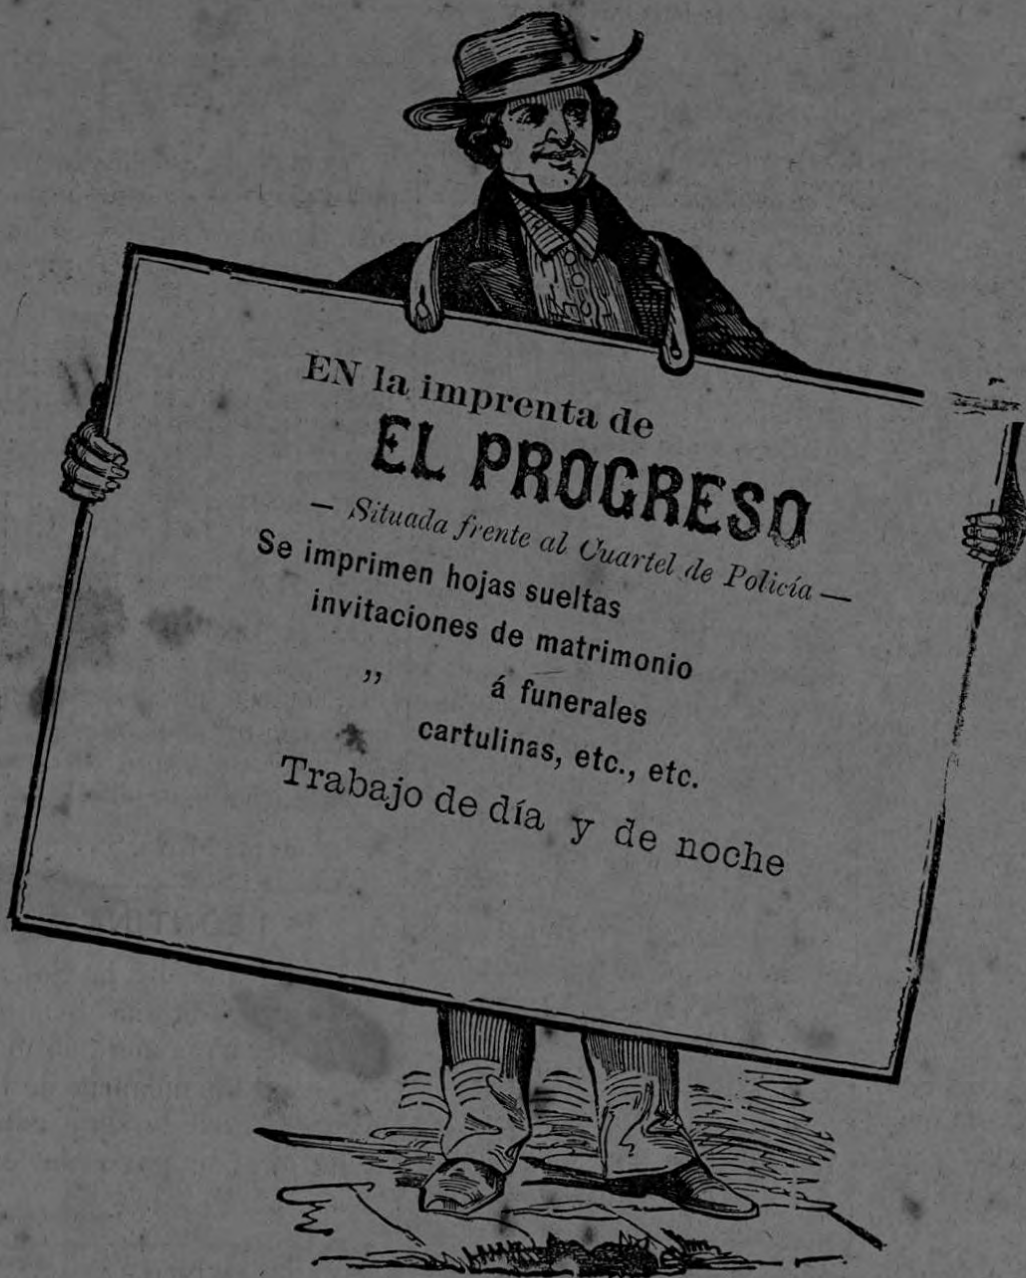 EN la imprenta de
EL PROGRESO
— Situada frente al Cuartel de Policía —
Se imprimen hojas sueltas
invitaciones de matrimonio
„ á funerales
cartulinas, etc., etc.
Trabajo de día y de noche